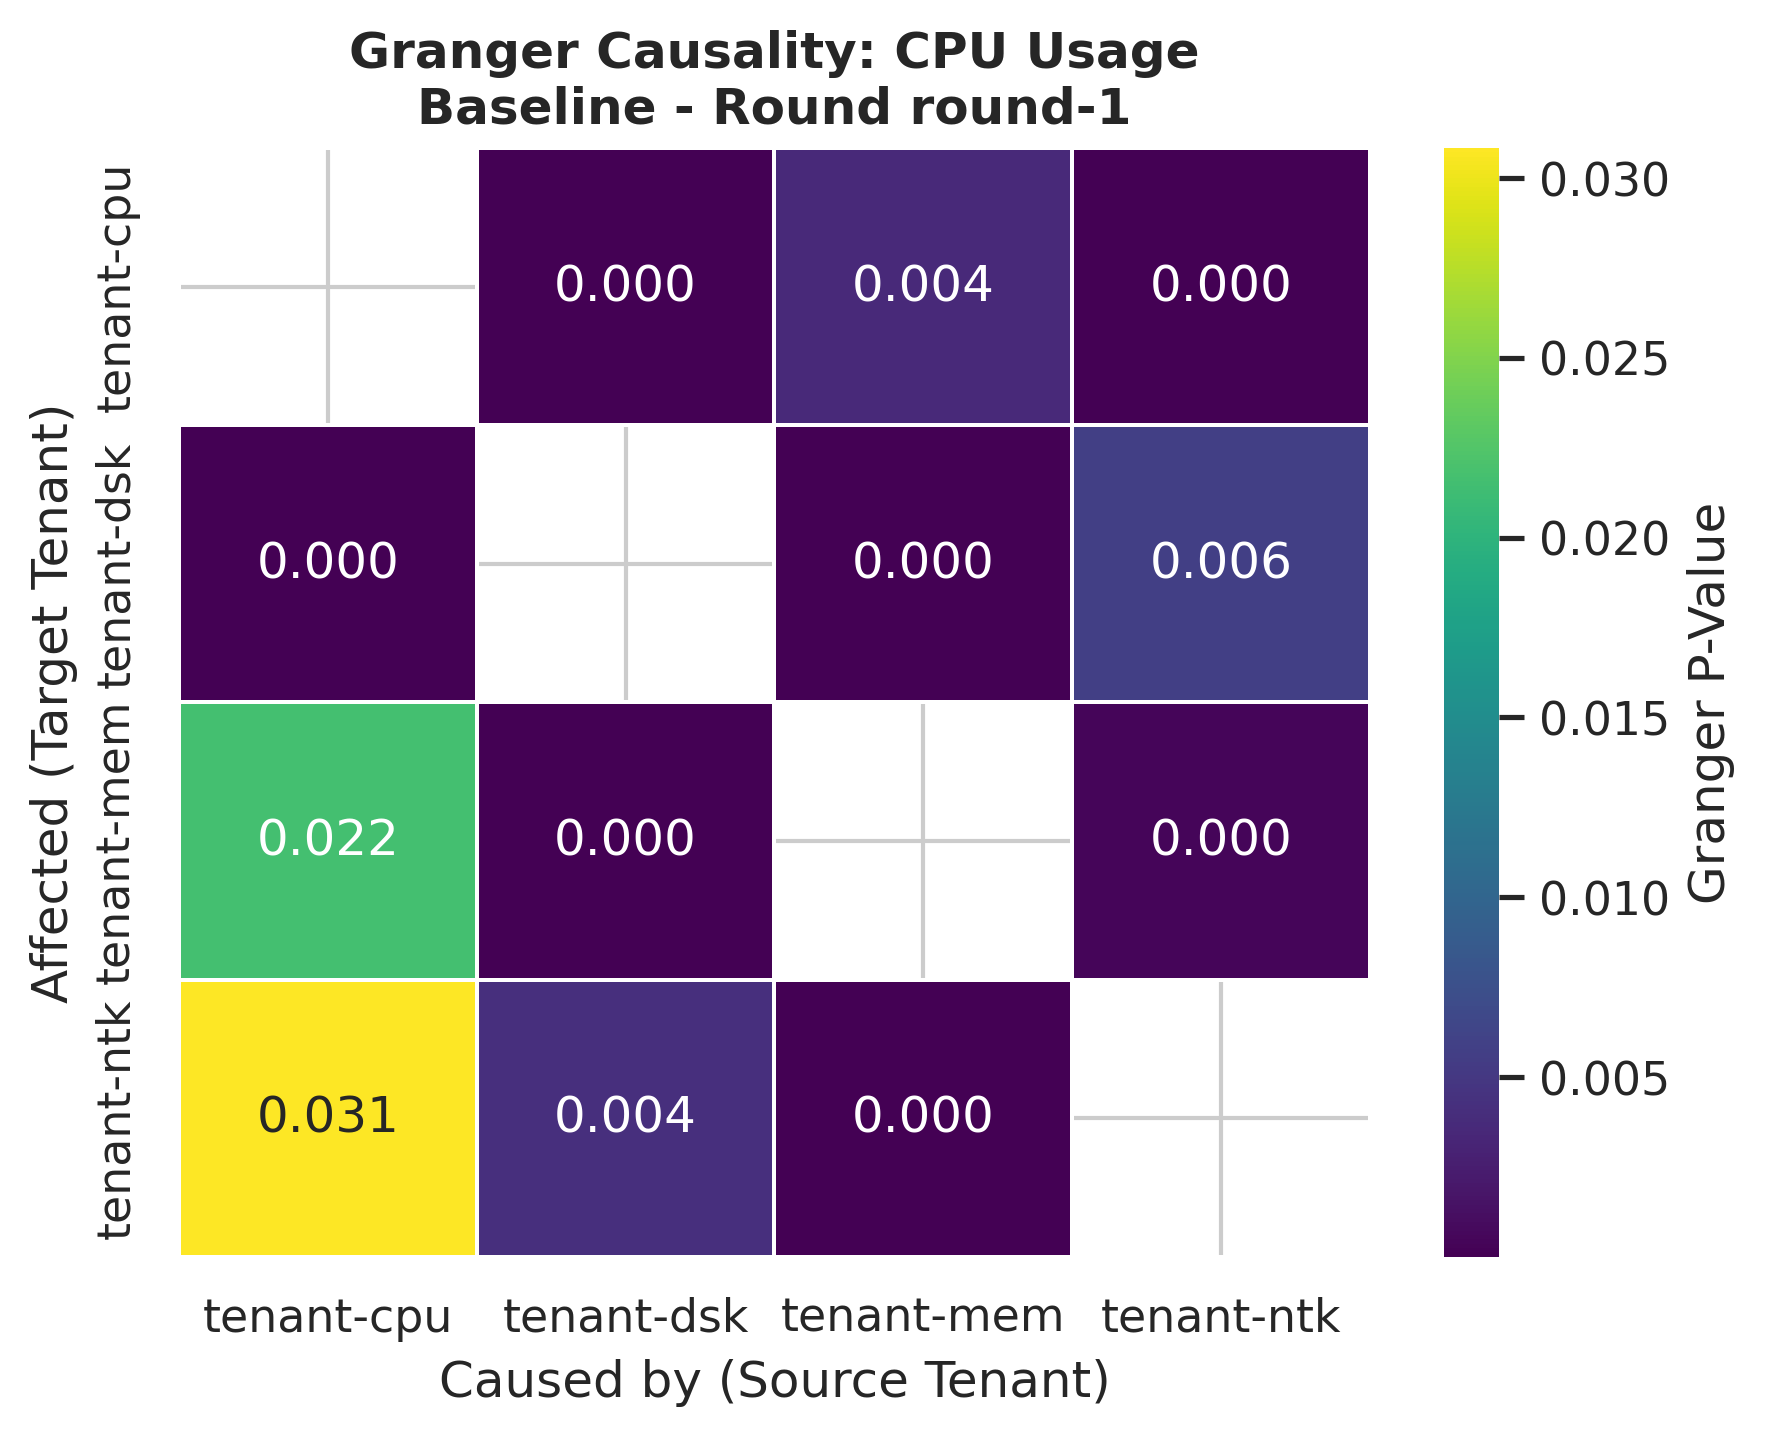 Granger Causality: CPU Usage
Baseline - Round round-1
Affected (Target Tenant)
tenant-cpu
0.000
0.004
0.000
tenant-dsk
0.000
0.000
0.006
tenant-mem
0.022
0.000
0.000
tenant-ntk
0.031
0.004
0.000
tenant-cpu
tenant-dsk
tenant-mem
tenant-ntk
Caused by (Source Tenant)
0.030
0.025
0.020
0.015
0.010
0.005
Granger P-Value